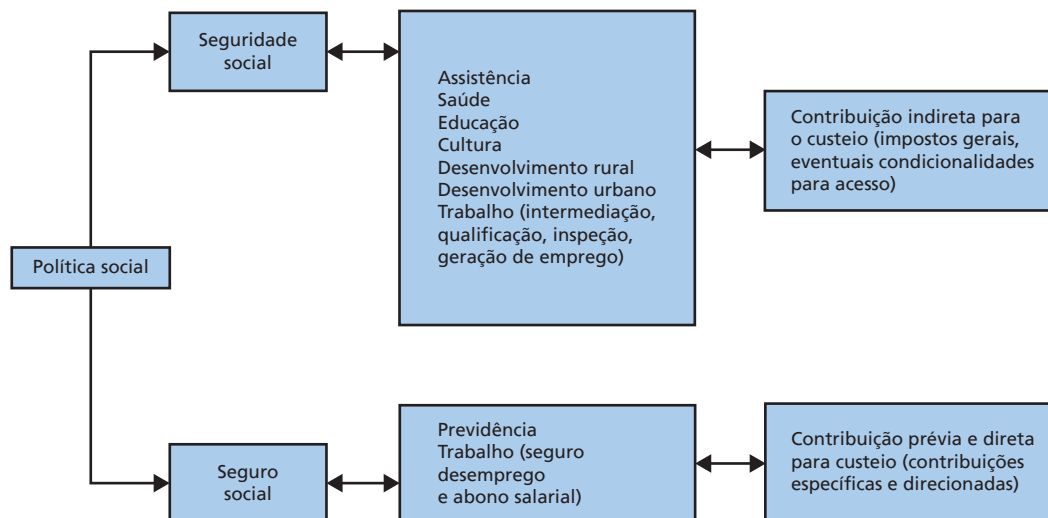 Seguridade
social
Assistência
Saúde
Educação
Cultura
Desenvolvimento rural
Desenvolvimento urbano
Trabalho (intermediação,
qualificação, inspeção,
geração de emprego)
Contribuição indireta para
o custeio (impostos gerais,
eventuais condicionalidades
para acesso)
Política social
Seguro
social
Previdência
Trabalho (seguro
desemprego
e abono salarial)
Contribuição prévia e direta
para custeio (contribuições
específicas e direcionadas)